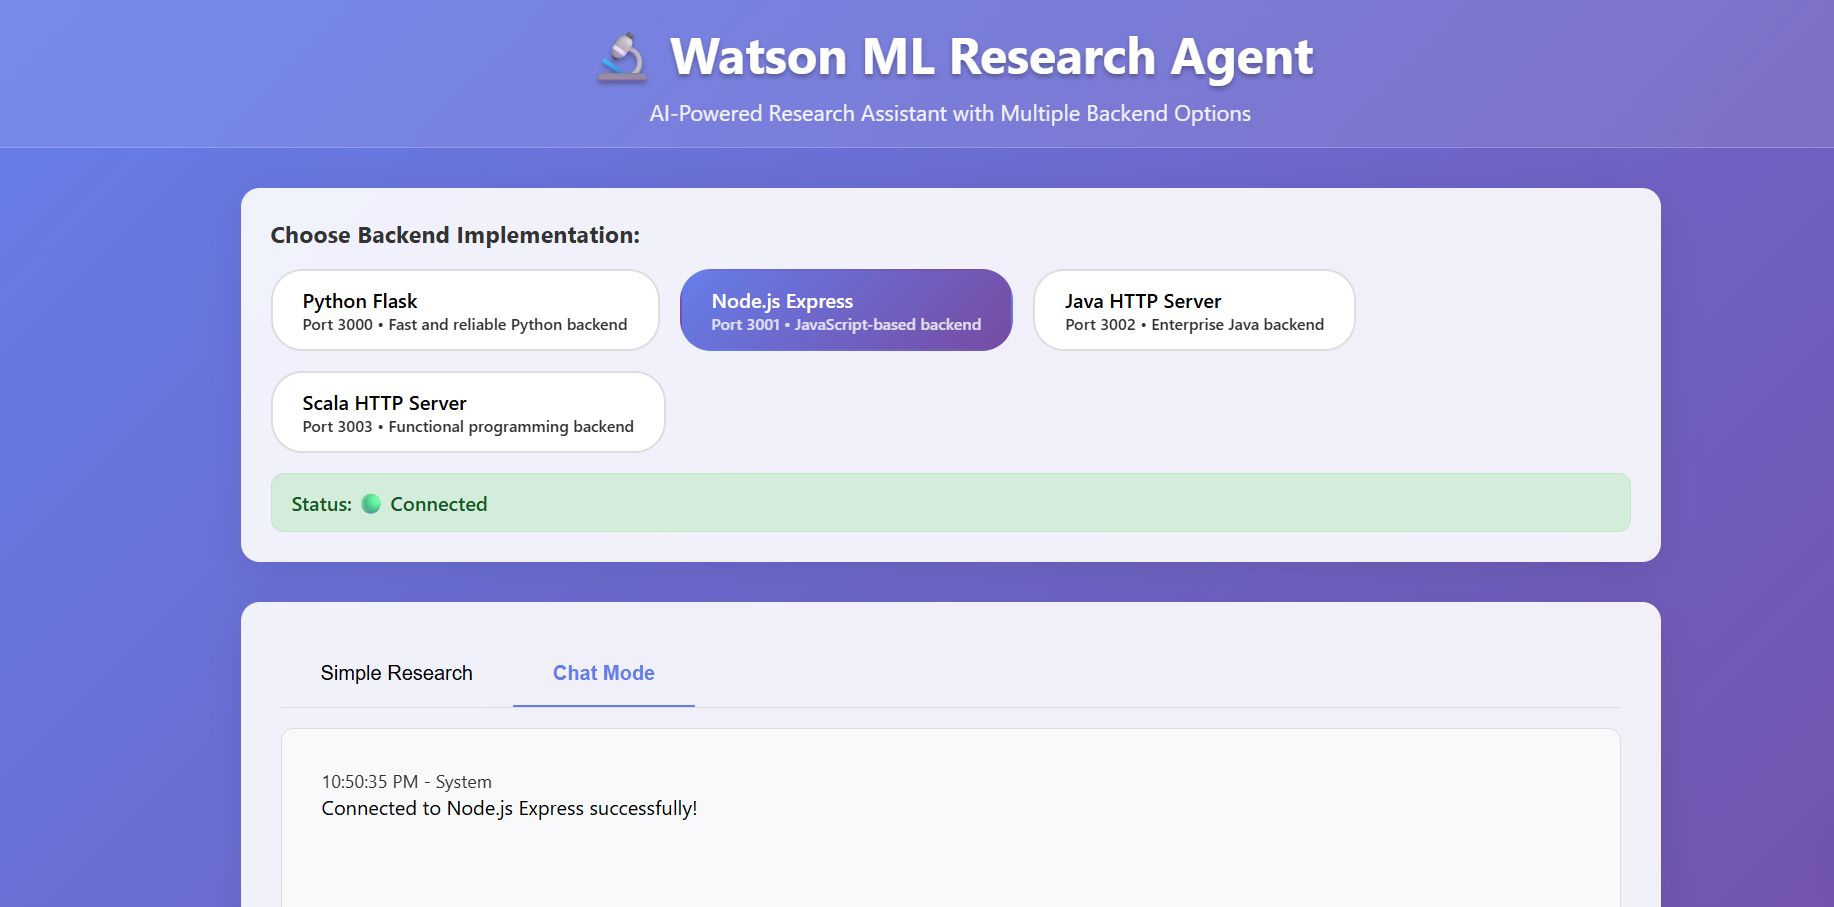 Watson ML Research Agent
AI-Powered Research Assistant with Multiple Backend Options
Choose Backend Implementation:
Python Flask
Port 3000 • Fast and reliable Python backend
Node.js Express
Port 3001 • JavaScript-based backend
Java HTTP Server
Port 3002 • Enterprise Java backend
Scala HTTP Server
Port 3003 • Functional programming backend
Status: Connected
Simple Research
Chat Mode
10:50:35 PM - System
Connected to Node.js Express successfully!